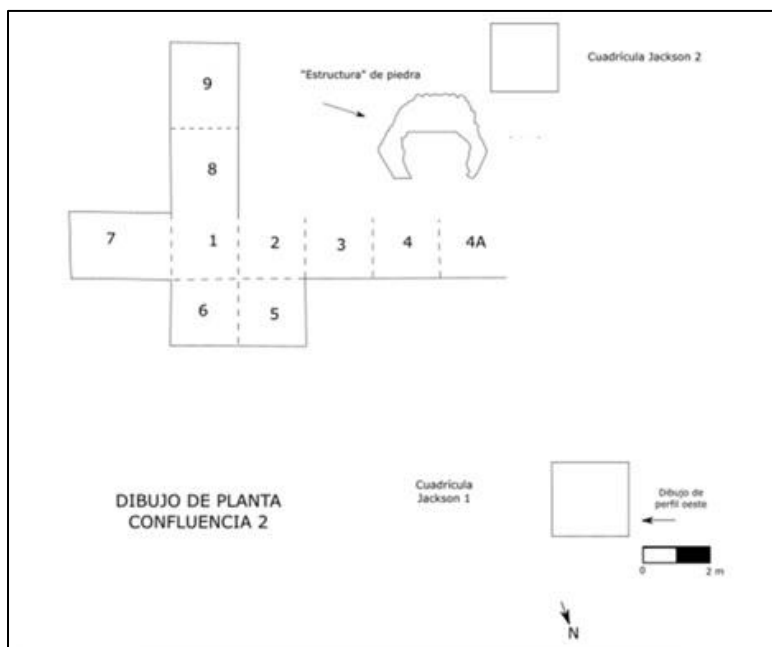 9
"Estructura" de piedra
Cuadrícula Jackson 2
8
7
1
2
3
4
4A
6
5
DIBUJO DE PLANTA
CONFLUENCIA 2
Cuadrícula
Jackson 1
Dibujo de
perfil oeste
0
2 m
N